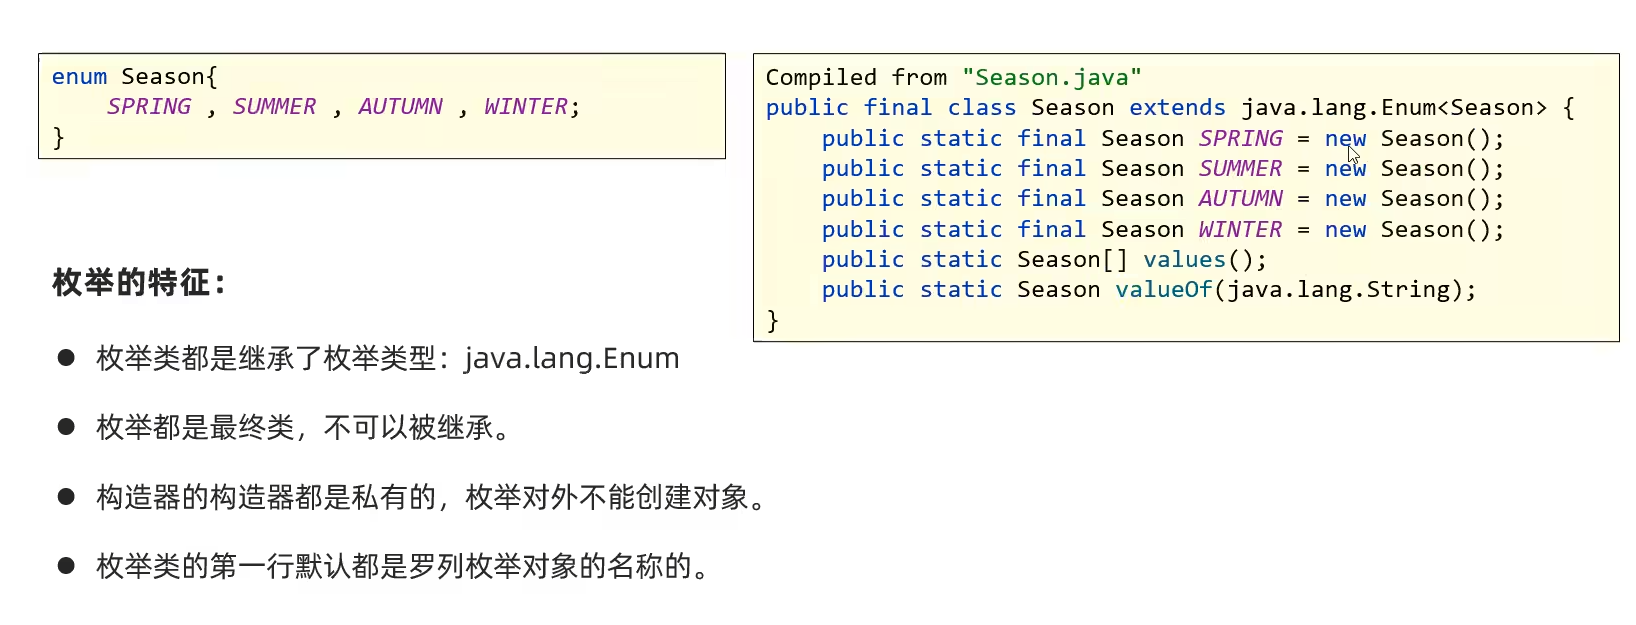 enum Season{
    SPRING , SUMMER , AUTUMN , WINTER;
}
Compiled from "Season.java"
public final class Season extends java.lang.Enum<Season> {
    public static final Season SPRING = new Season();
    public static final Season SUMMER = new Season();
    public static final Season AUTUMN = new Season();
    public static final Season WINTER = new Season();
    public static Season[] values();
    public static Season valueOf(java.lang.String);
}
枚举的特征：
● 枚举类都是继承了枚举类型：java.lang.Enum
● 枚举都是最终类，不可以被继承。
● 构造器的构造器都是私有的，枚举对外不能创建对象。
● 枚举类的第一行默认都是罗列枚举对象的名称的。